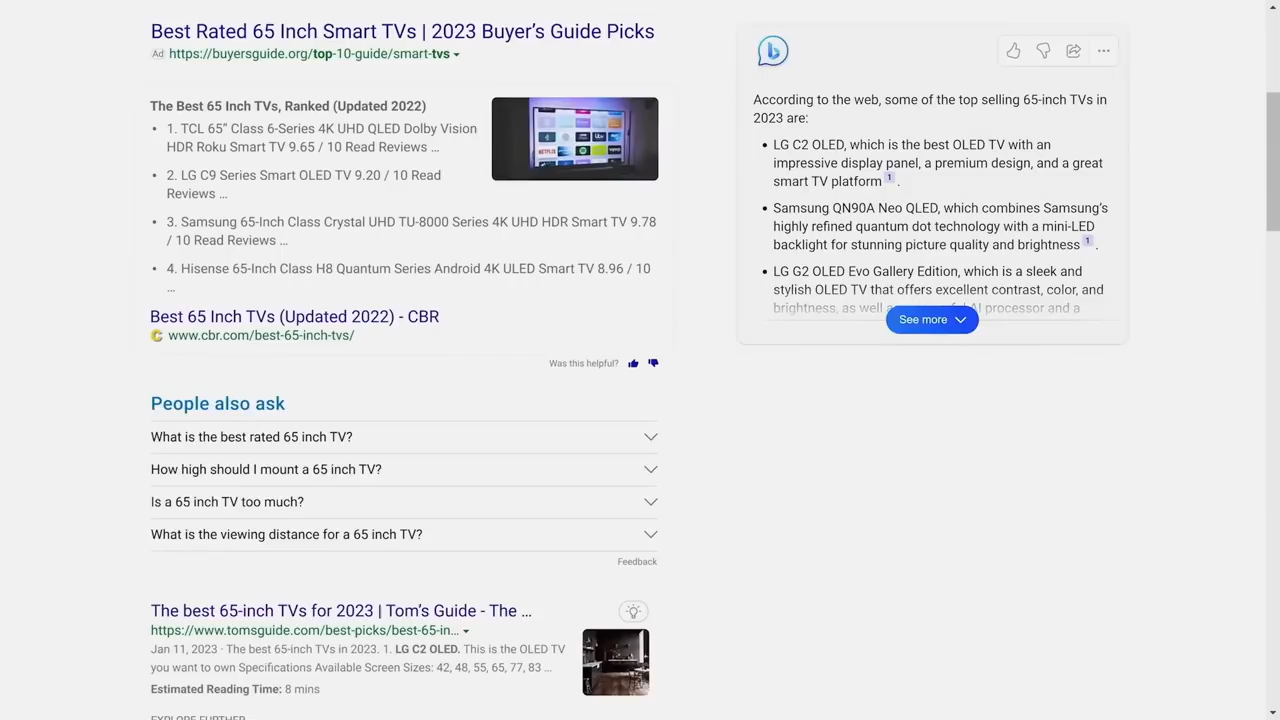 Best Rated 65 Inch Smart TVs | 2023 Buyer’s Guide Picks
Ad https://buyersguide.org/top-10-guide/smart-tvs
The Best 65 Inch TVs, Ranked (Updated 2022)
• 1. TCL 65” Class 6-Series 4K UHD QLED Dolby Vision
HDR Roku Smart TV 9.65 / 10 Read Reviews ...
• 2. LG C9 Series Smart OLED TV 9.20 / 10 Read
Reviews ...
• 3. Samsung 65-Inch Class Crystal UHD TU-8000 Series 4K UHD HDR Smart TV 9.78
/ 10 Read Reviews ...
• 4. Hisense 65-Inch Class H8 Quantum Series Android 4K ULED Smart TV 8.96 / 10
...
Best 65 Inch TVs (Updated 2022) - CBR
www.cbr.com/best-65-inch-tvs/
Was this helpful?
People also ask
What is the best rated 65 inch TV?
How high should I mount a 65 inch TV?
Is a 65 inch TV too much?
What is the viewing distance for a 65 inch TV?
Feedback
The best 65-inch TVs for 2023 | Tom’s Guide - The ...
https://www.tomsguide.com/best-picks/best-65-in...
Jan 11, 2023 · The best 65-inch TVs in 2023. 1. LG C2 OLED. This is the OLED TV
you want to own Specifications Available Screen Sizes: 42, 48, 55, 65, 77, 83 ...
Estimated Reading Time: 8 mins
EXPLORE FURTHER
According to the web, some of the top selling 65-inch TVs in
2023 are:
• LG C2 OLED, which is the best OLED TV with an
impressive display panel, a premium design, and a great
smart TV platform 1 .
• Samsung QN90A Neo QLED, which combines Samsung’s
highly refined quantum dot technology with a mini-LED
backlight for stunning picture quality and brightness 1 .
• LG G2 OLED Evo Gallery Edition, which is a sleek and
stylish OLED TV that offers excellent contrast, color, and
brightness, as well AI processor and a
See more